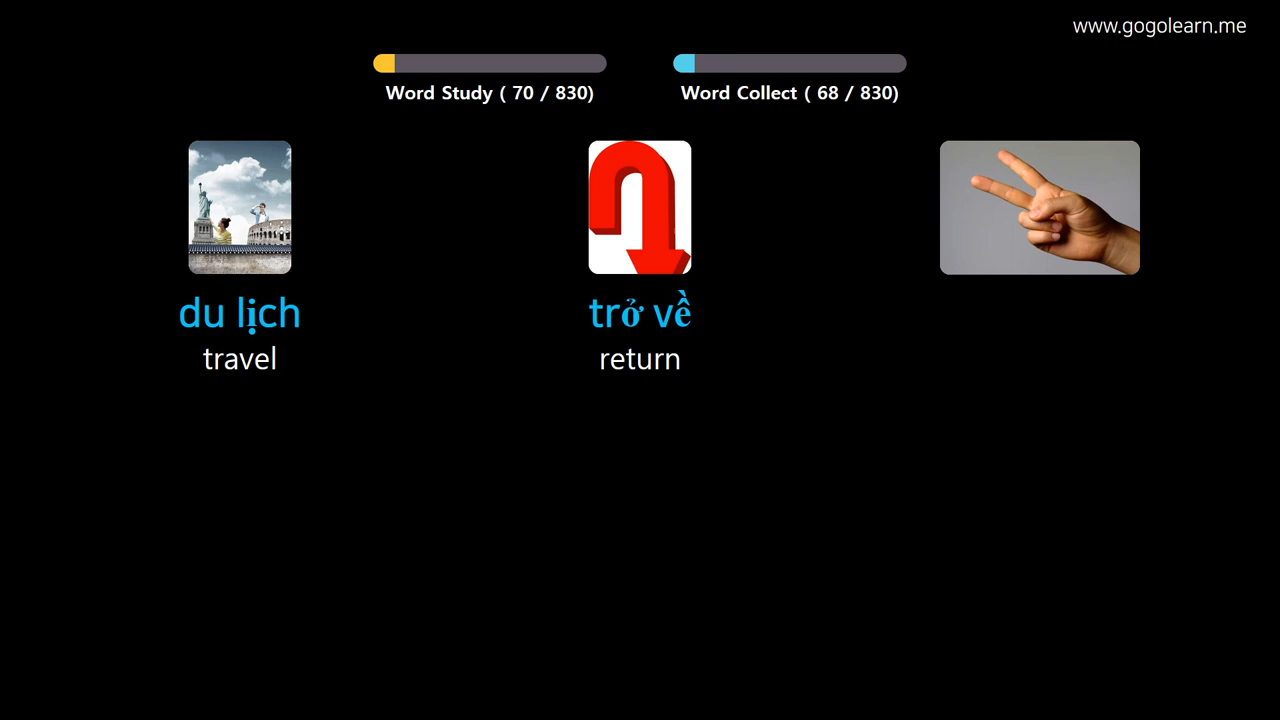 www.gogolearn.me
Word Study ( 70 / 830)
Word Collect ( 68 / 830)
du lịch
travel
trở về
return